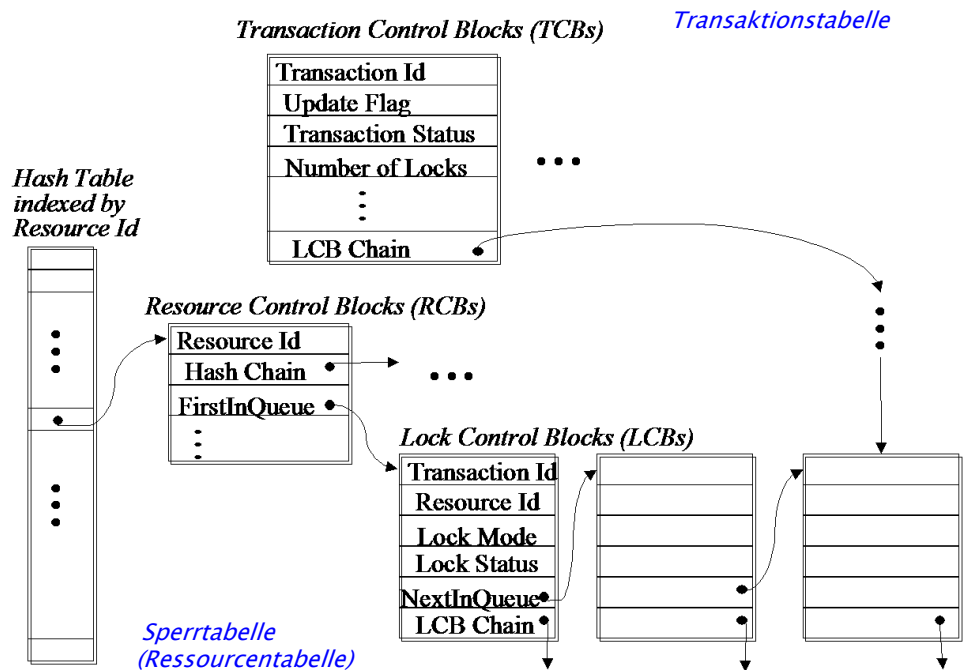 Transaktionstabelle
Transaction Control Blocks (TCBs)
Transaction Id
Update Flag
Transaction Status
Number of Locks
LCB Chain
Hash Table
indexed by
Resource Id
Resource Control Blocks (RCBs)
Resource Id
Hash Chain
FirstInQueue
Lock Control Blocks (LCBs)
Transaction Id
Resource Id
Lock Mode
Lock Status
NextInQueue
LCB Chain
Sperrtabelle
(Ressourcentabelle)